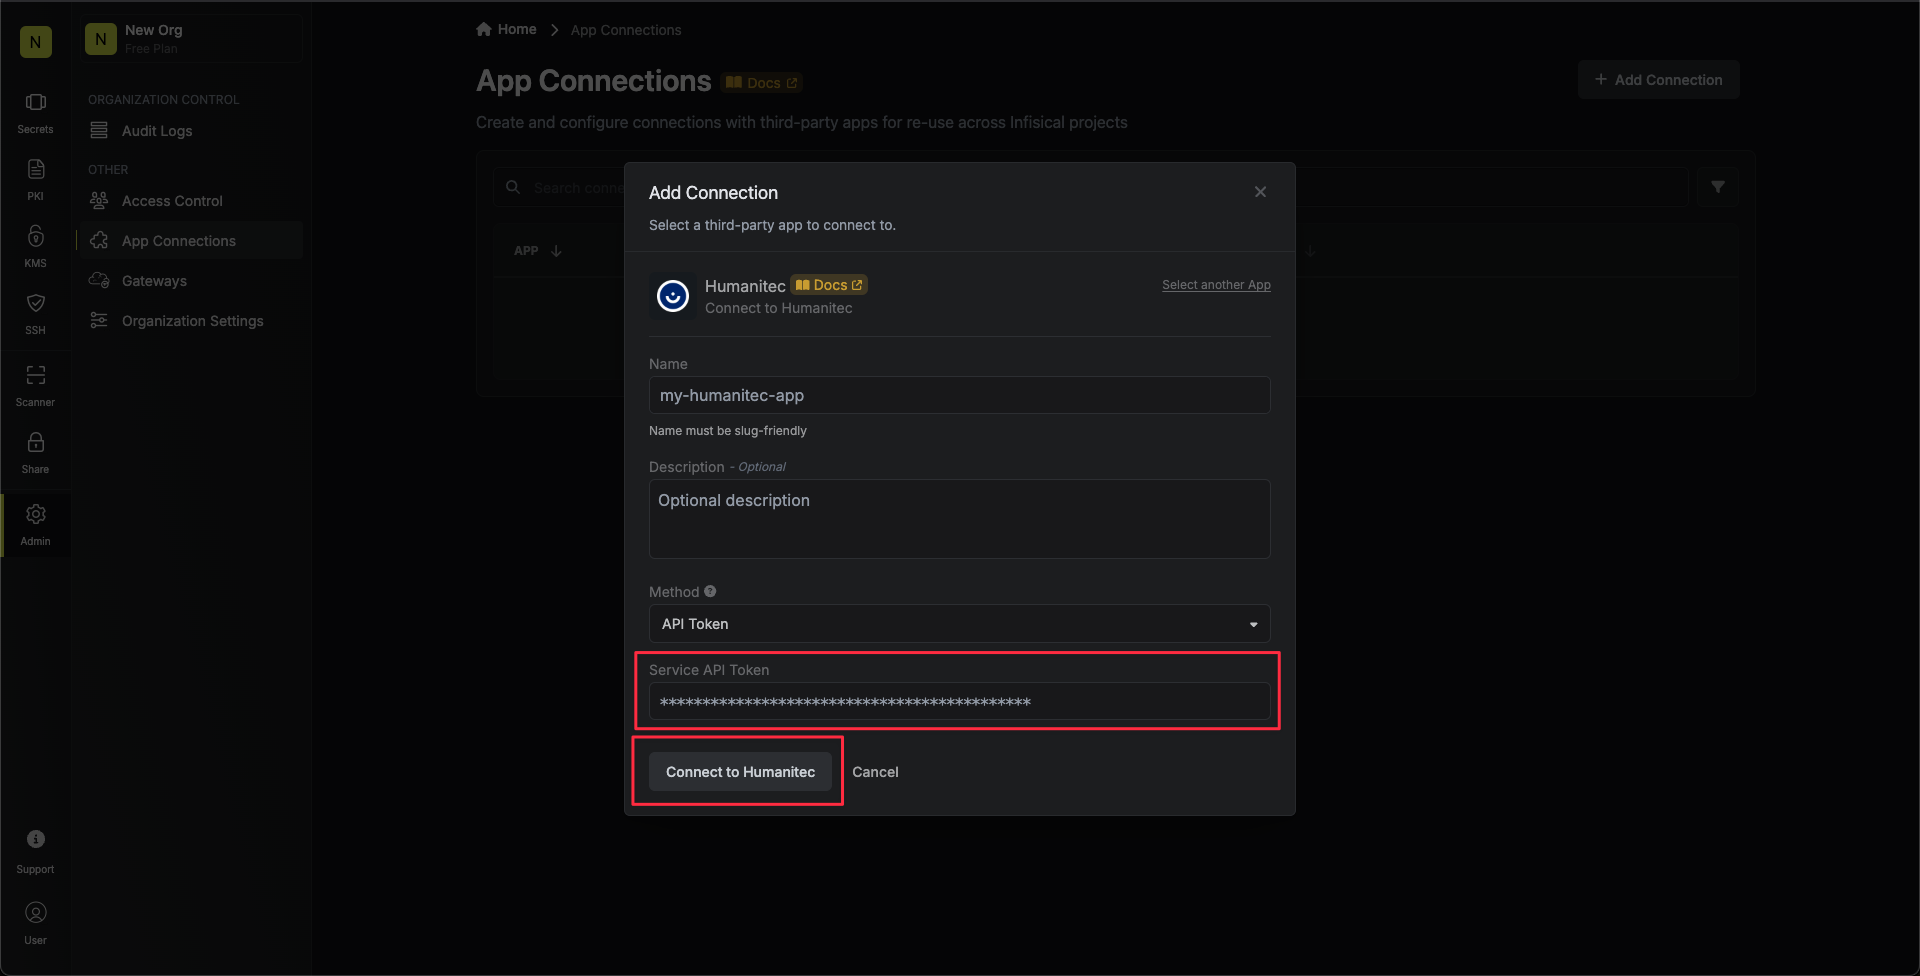 N
Secrets
PKI
KMS
SSH
Scanner
Share
Admin
Support
User
N
New Org
Free Plan
ORGANIZATION CONTROL
Audit Logs
OTHER
Access Control
App Connections
Gateways
Organization Settings
Home
App Connections
App Connections
Docs
+ Add Connection
Create and configure connections with third-party apps for re-use across Infisical projects
Search conne
APP
Add Connection
Select a third-party app to connect to.
Humanitec
Docs
Select another App
Connect to Humanitec
Name
my-humanitec-app
Name must be slug-friendly
Description - Optional
Optional description
Method
API Token
Service API Token
********************************************
Connect to Humanitec
Cancel